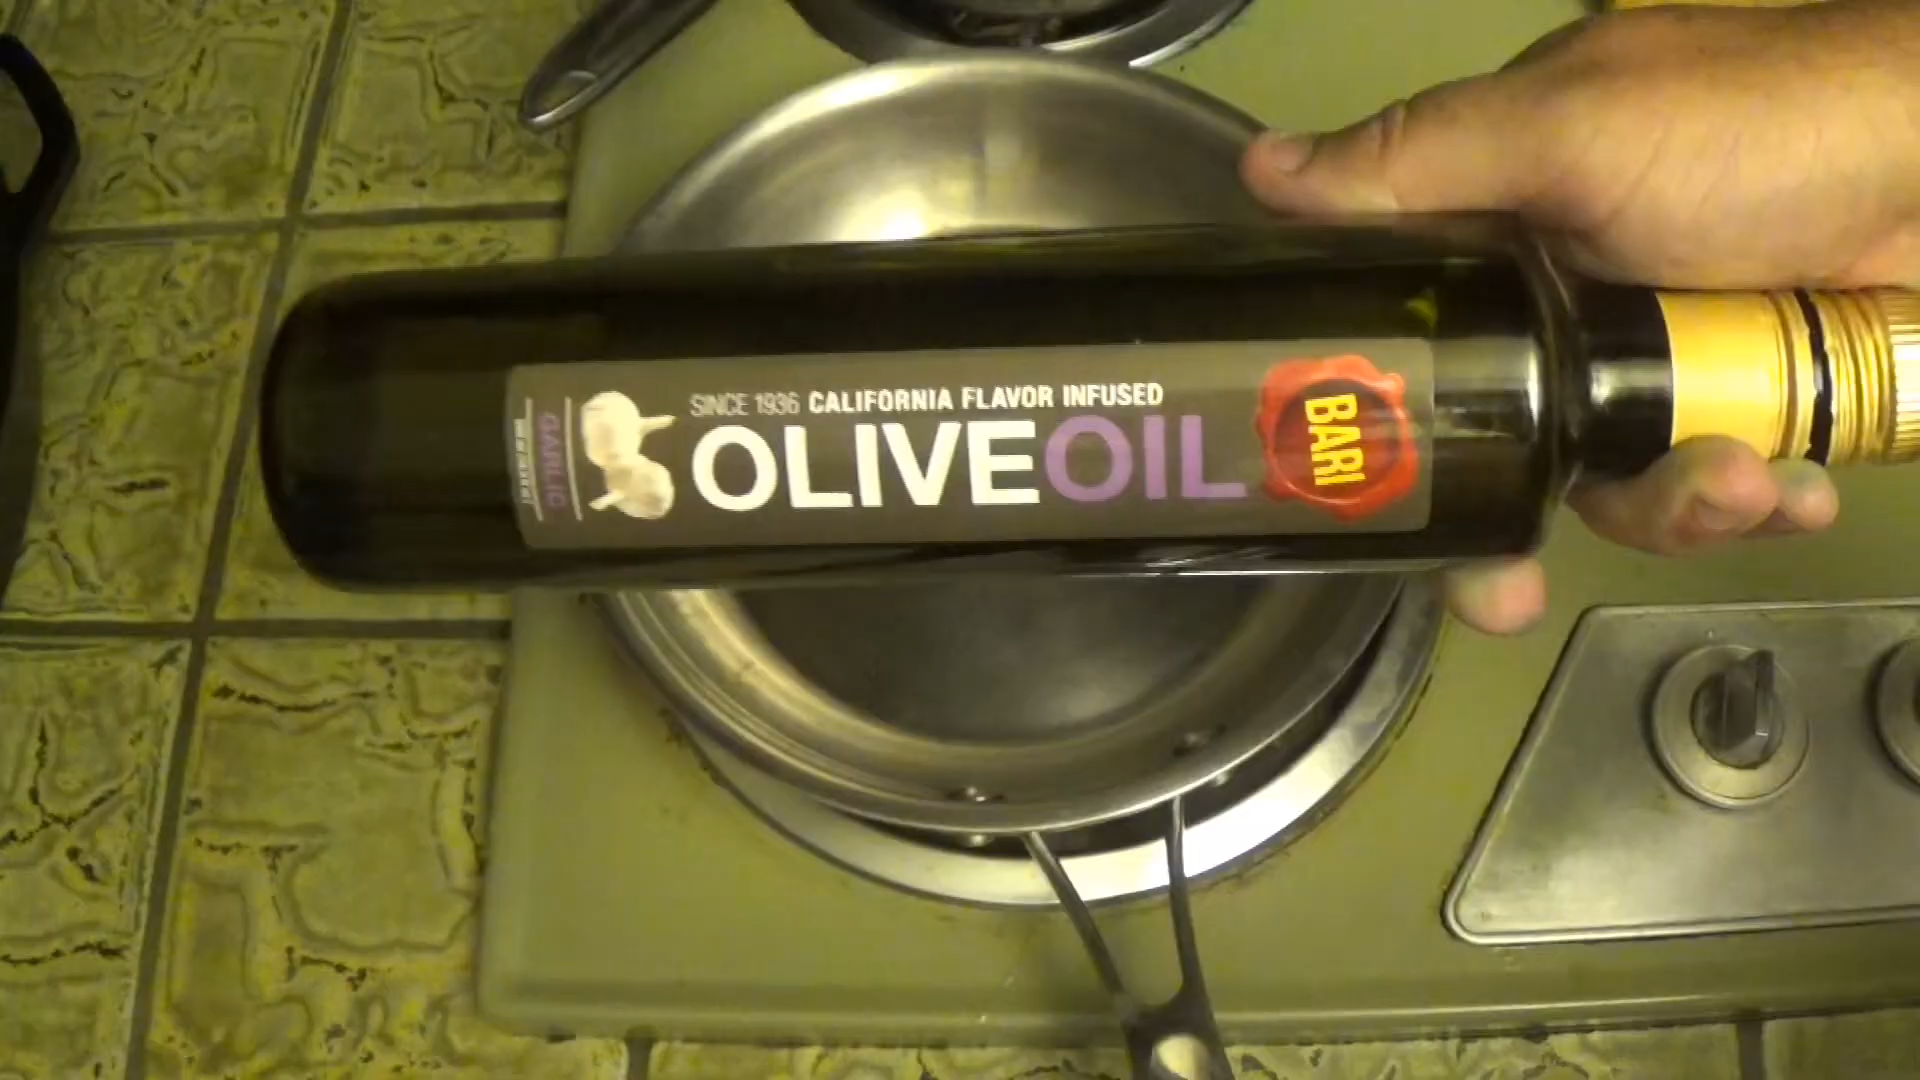 SINCE 1936 CALIFORNIA FLAVOR INFUSED
OLIVE OIL
BARI
GARLIC